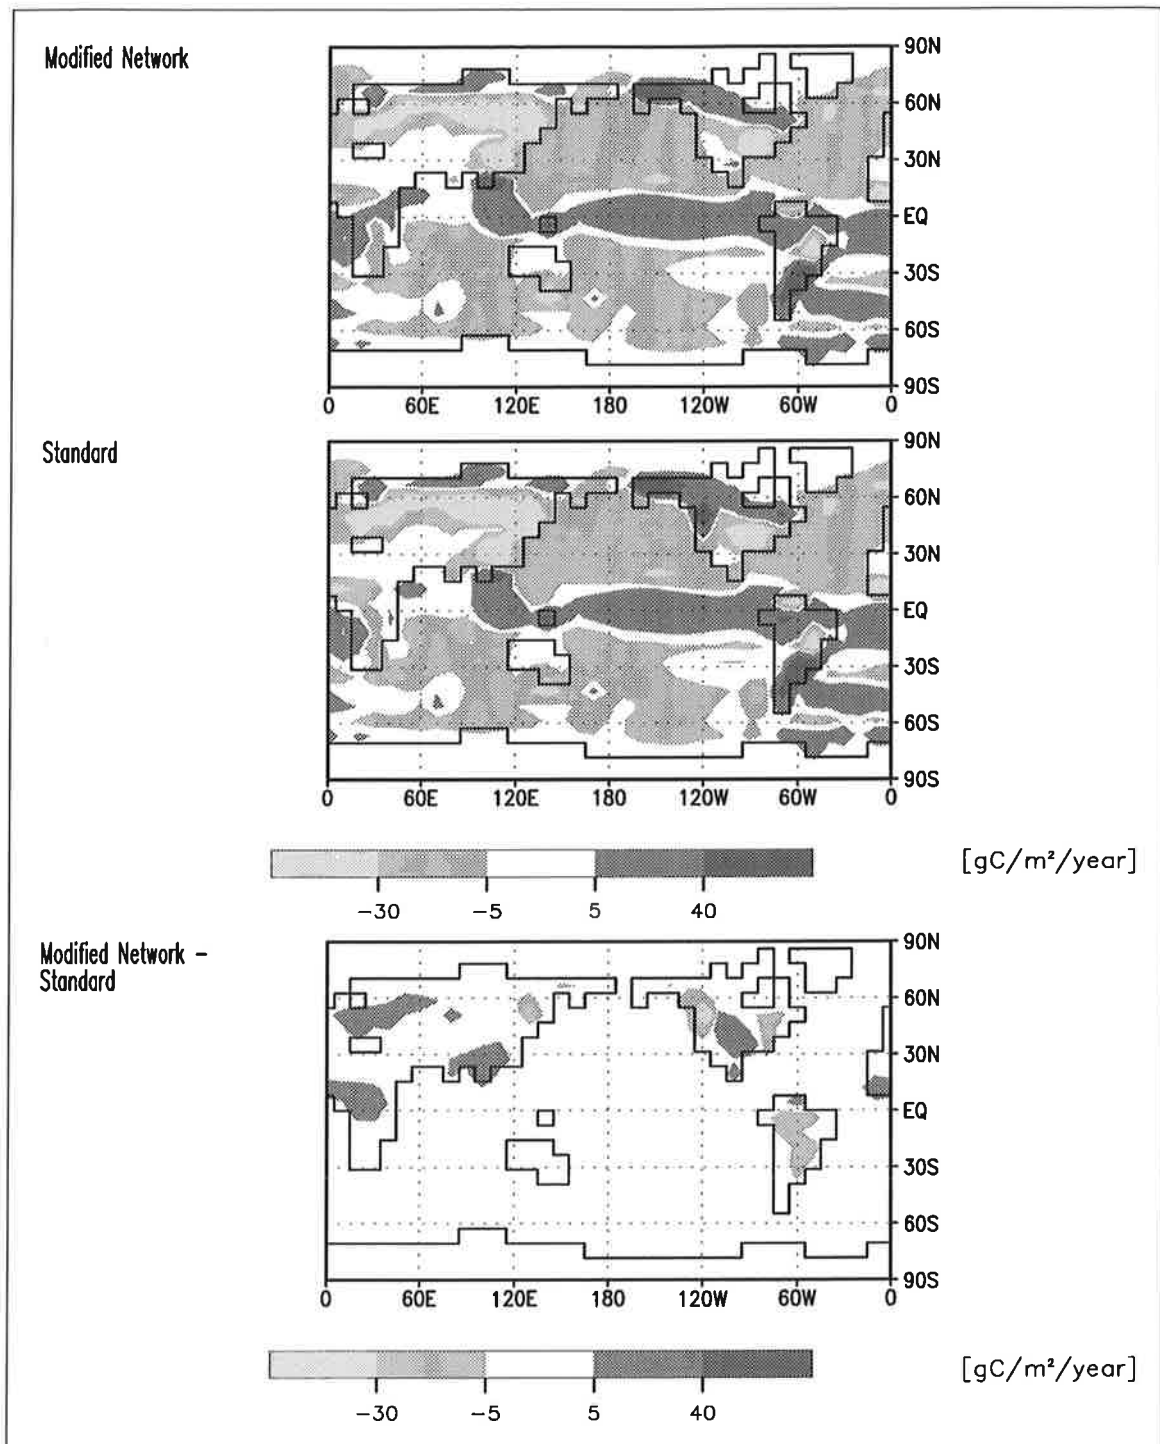 Modified Network
90N
60N
30N
EQ
30S
60S
90S
0 60E 120E 180 120W 60W 0
Standard
90N
60N
30N
EQ
30S
60S
90S
0 60E 120E 180 120W 60W 0
[gC/m²/year]
−30 −5 5 40
Modified Network −
Standard
90N
60N
30N
EQ
30S
60S
90S
0 60E 120E 180 120W 60W 0
[gC/m²/year]
−30 −5 5 40